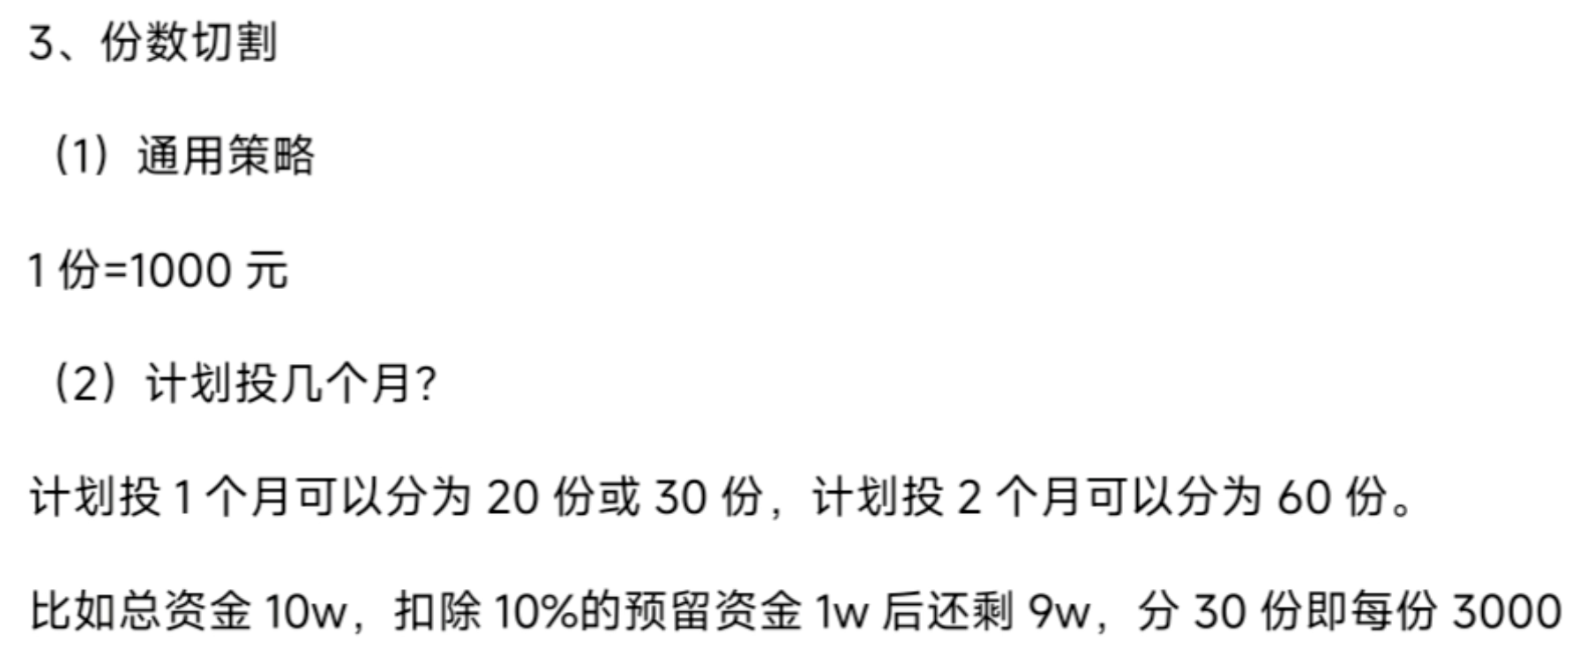 3、份数切割
（1）通用策略
1 份=1000 元
（2）计划投几个月？
计划投 1 个月可以分为 20 份或 30 份，计划投 2 个月可以分为 60 份。
比如总资金 10w，扣除 10%的预留资金 1w 后还剩 9w，分 30 份即每份 3000